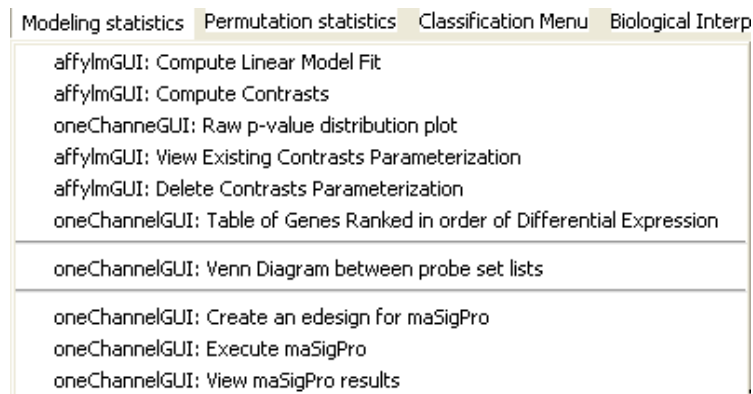 Modeling statistics Permutation statistics Classification Menu Biological Interp
affylmGUI: Compute Linear Model Fit
affylmGUI: Compute Contrasts
oneChanneGUI: Raw p-value distribution plot
affylmGUI: View Existing Contrasts Parameterization
affylmGUI: Delete Contrasts Parameterization
oneChannelGUI: Table of Genes Ranked in order of Differential Expression
oneChannelGUI: Venn Diagram between probe set lists
oneChannelGUI: Create an edesign for maSigPro
oneChannelGUI: Execute maSigPro
oneChannelGUI: View maSigPro results